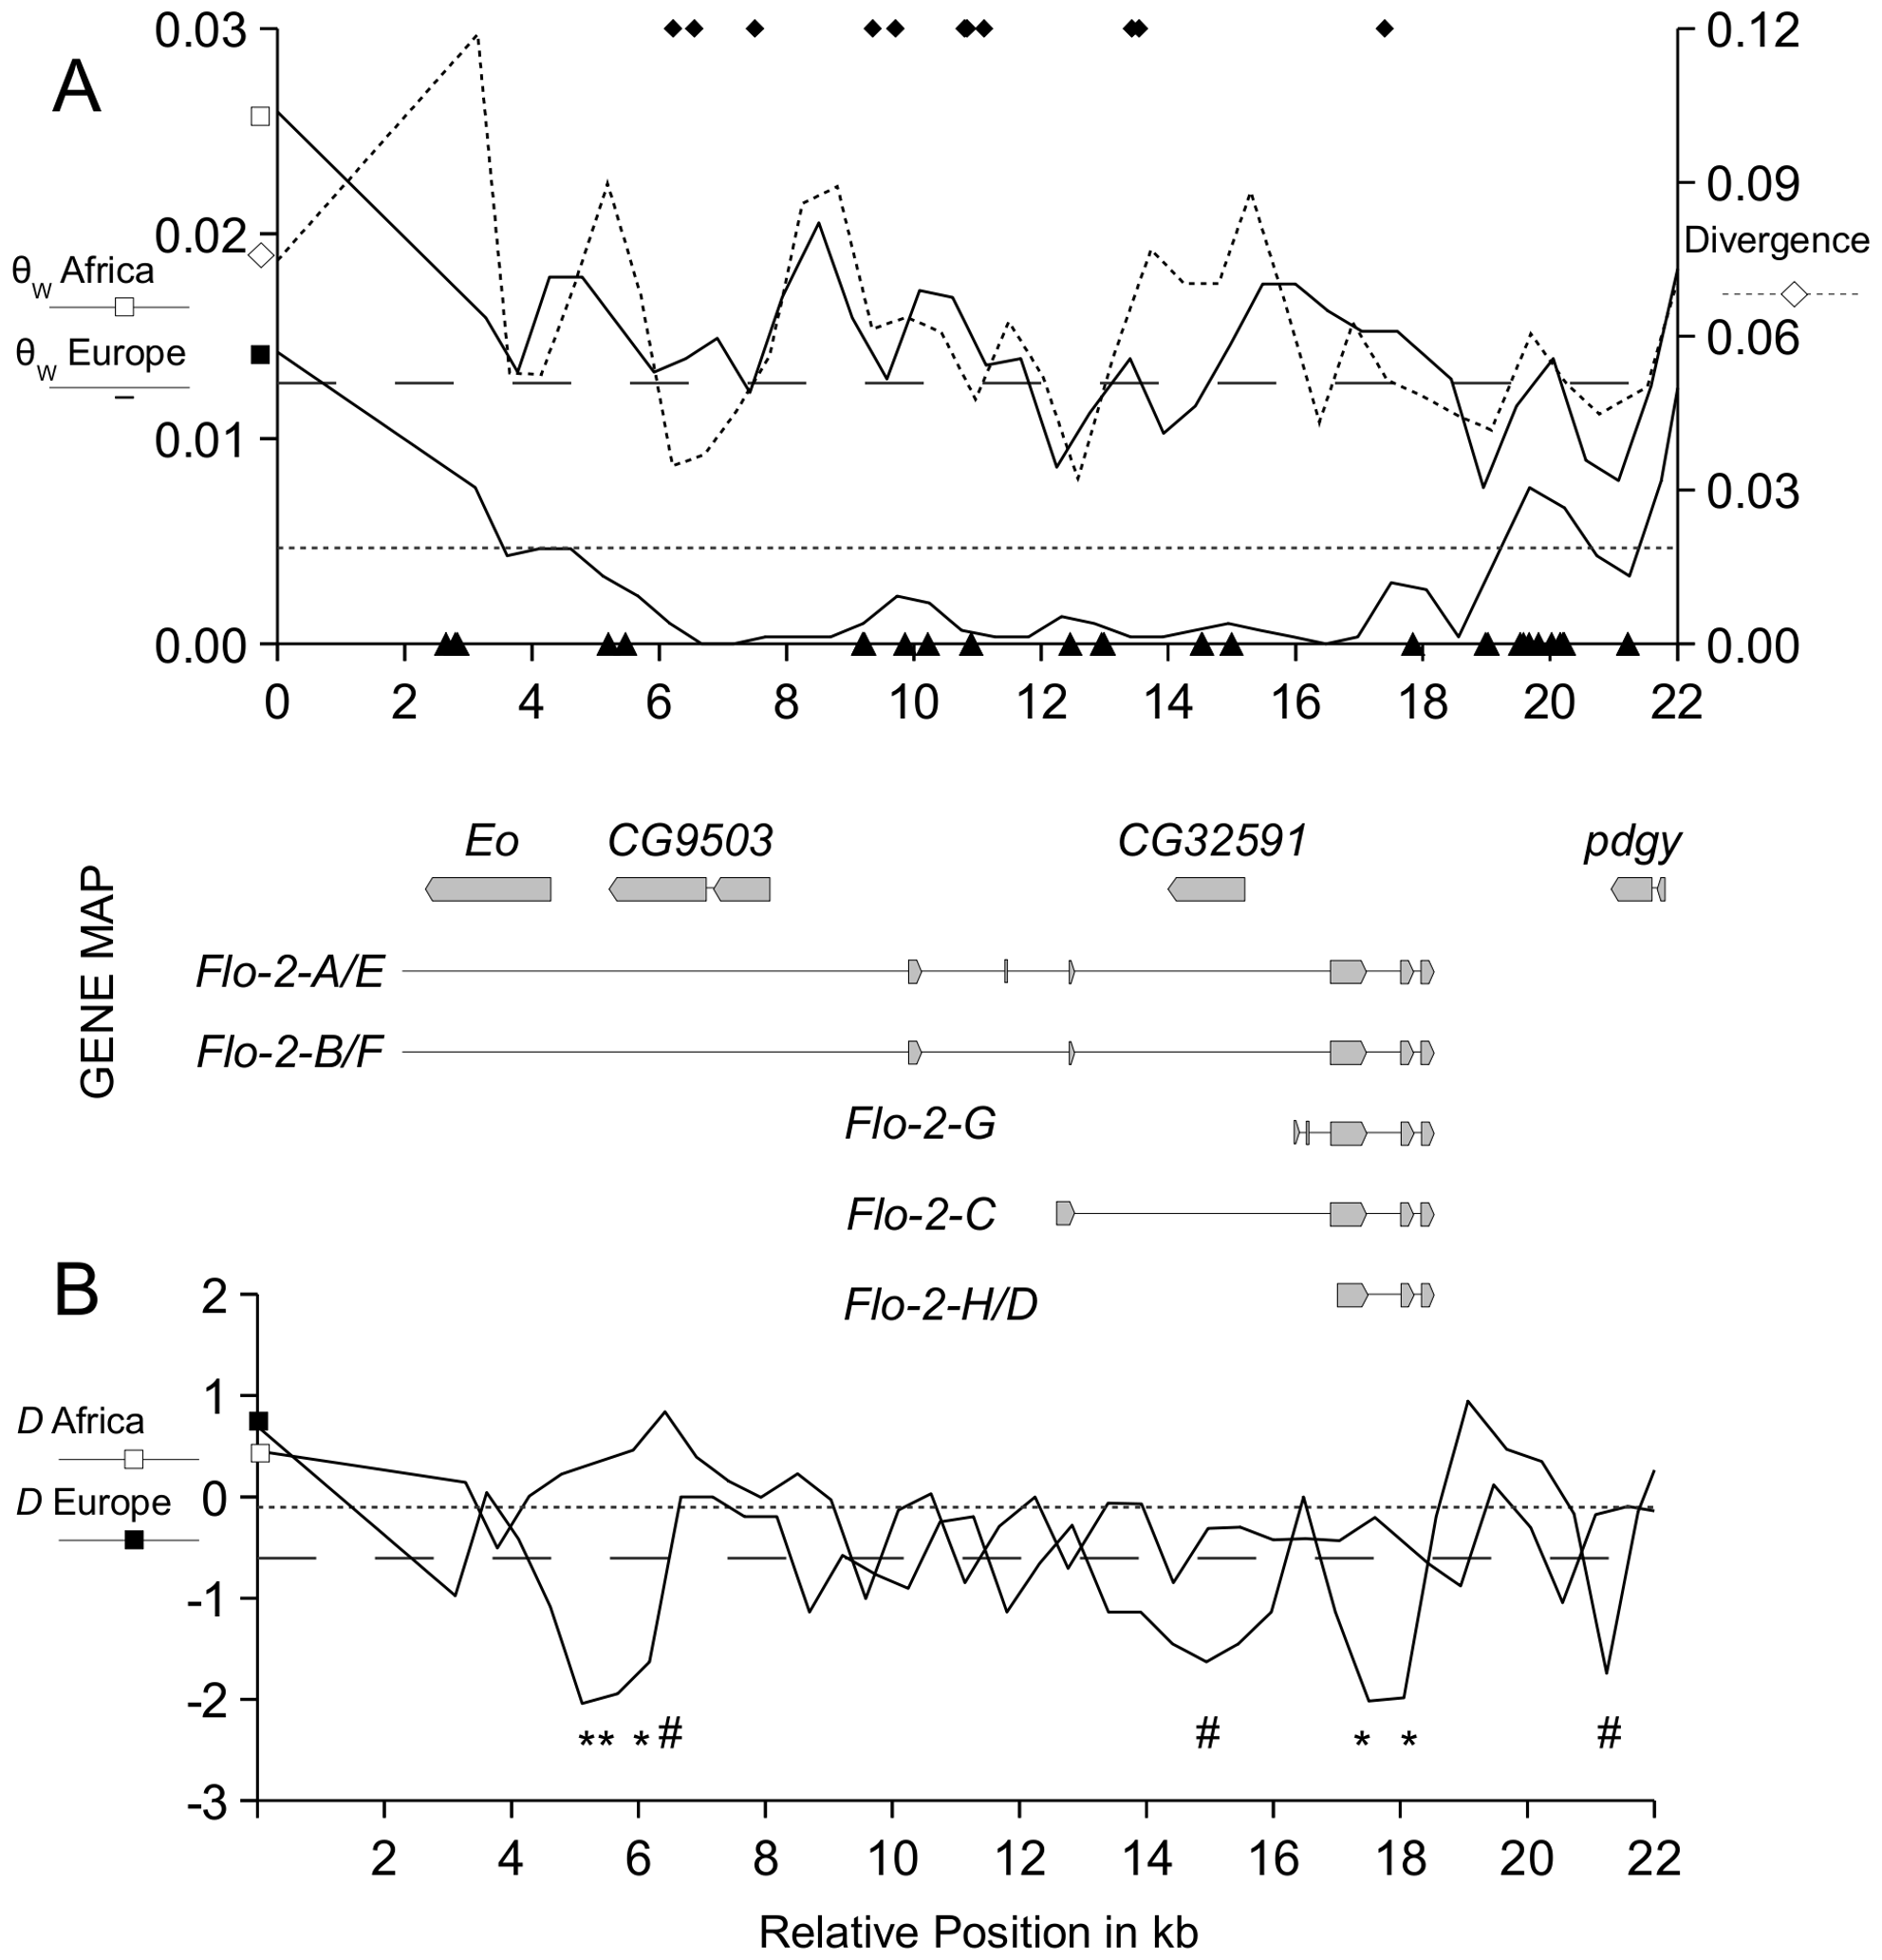 A
0.03
0.02
0.01
0.00
θW Africa
θW Europe
0.12
0.09
Divergence
0.06
0.03
0.00
0 2 4 6 8 10 12 14 16 18 20 22
GENE MAP
Eo CG9503 CG32591 pdgy
Flo-2-A/E
Flo-2-B/F
Flo-2-G
Flo-2-C
Flo-2-H/D
B
2
1
0
-1
-2
-3
D Africa
D Europe
** * # # * * #
2 4 6 8 10 12 14 16 18 20 22
Relative Position in kb